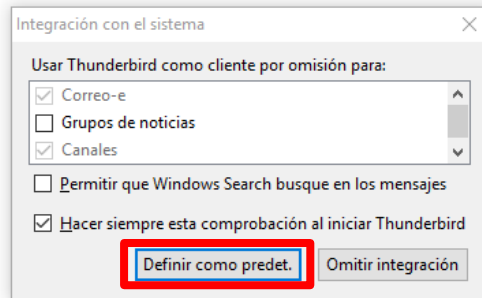 Integración con el sistema
Usar Thunderbird como cliente por omisión para:
Correo-e
Grupos de noticias
Canales
Permitir que Windows Search busque en los mensajes
Hacer siempre esta comprobación al iniciar Thunderbird
Definir como predet. Omitir integración